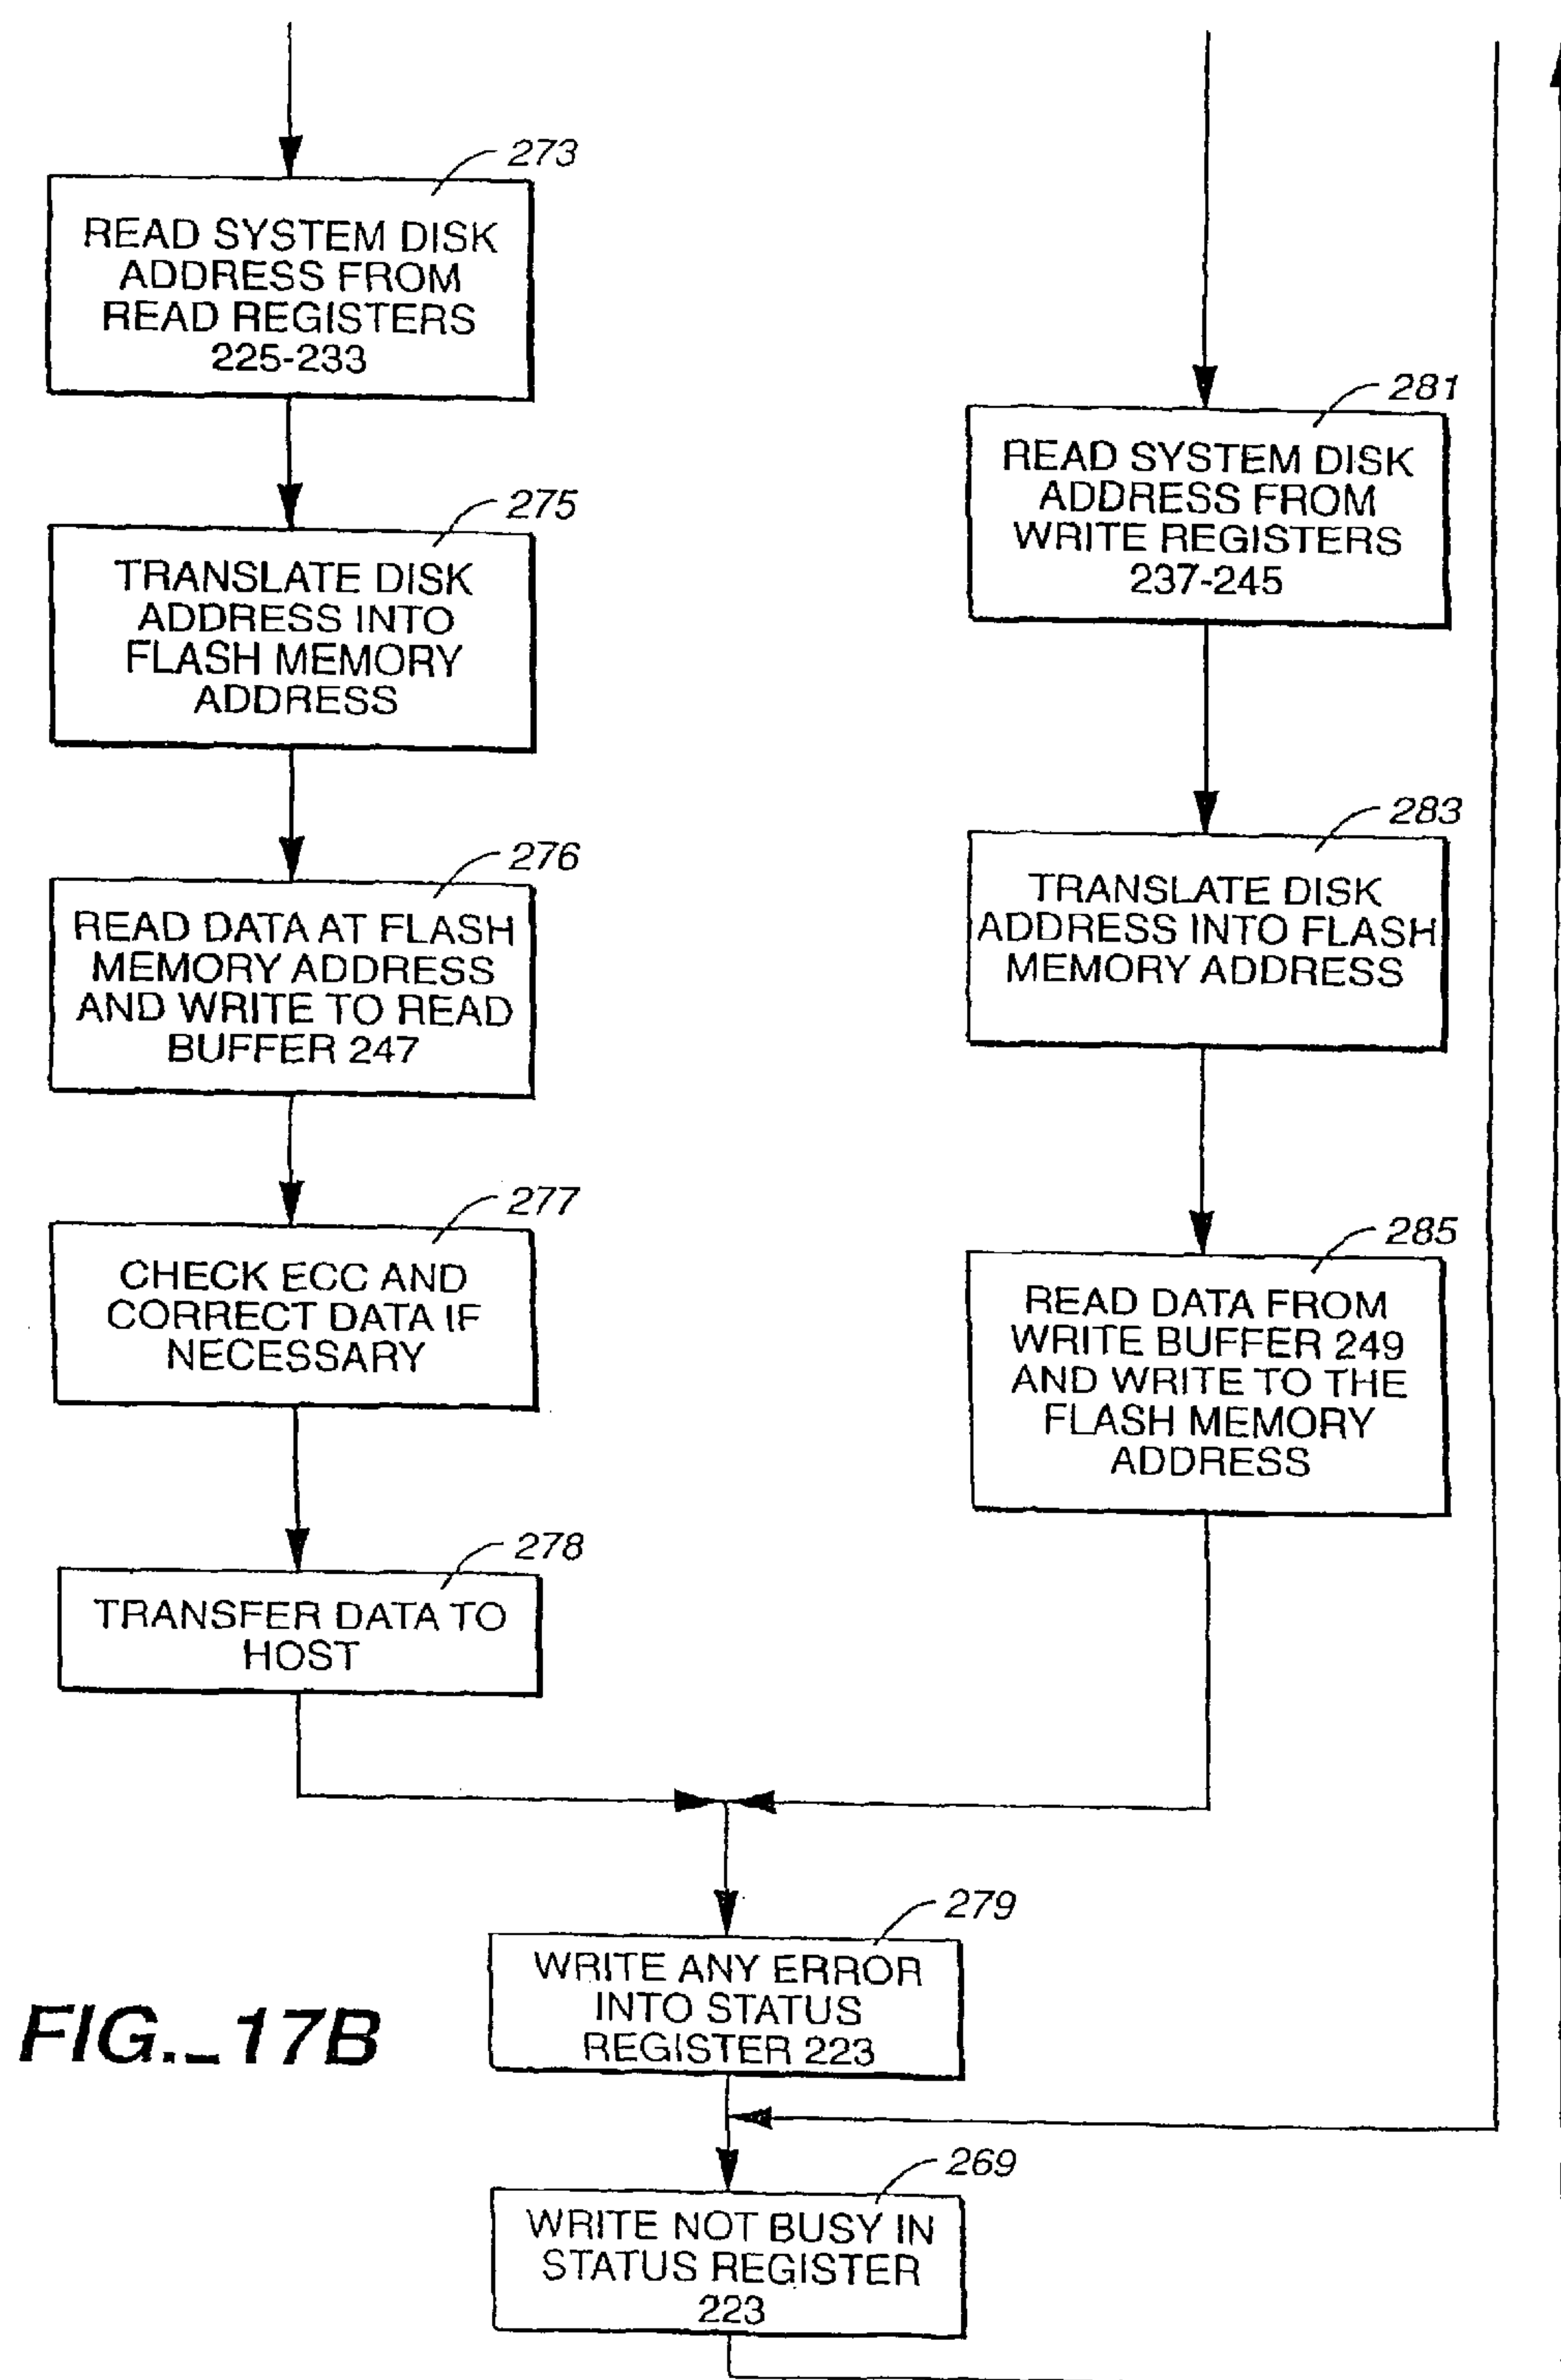 273
READ SYSTEM DISK
ADDRESS FROM
READ REGISTERS
225-233
275
TRANSLATE DISK
ADDRESS INTO
FLASH MEMORY
ADDRESS
276
READ DATA AT FLASH
MEMORY ADDRESS
AND WRITE TO READ
BUFFER 247
277
CHECK ECC AND
CORRECT DATA IF
NECESSARY
278
TRANSFER DATA TO
HOST
281
READ SYSTEM DISK
ADDRESS FROM
WRITE REGISTERS
237-245
283
TRANSLATE DISK
ADDRESS INTO FLASH
MEMORY ADDRESS
285
READ DATA FROM
WRITE BUFFER 249
AND WRITE TO THE
FLASH MEMORY
ADDRESS
279
WRITE ANY ERROR
INTO STATUS
REGISTER 223
269
WRITE NOT BUSY IN
STATUS REGISTER
223
FIG._17B